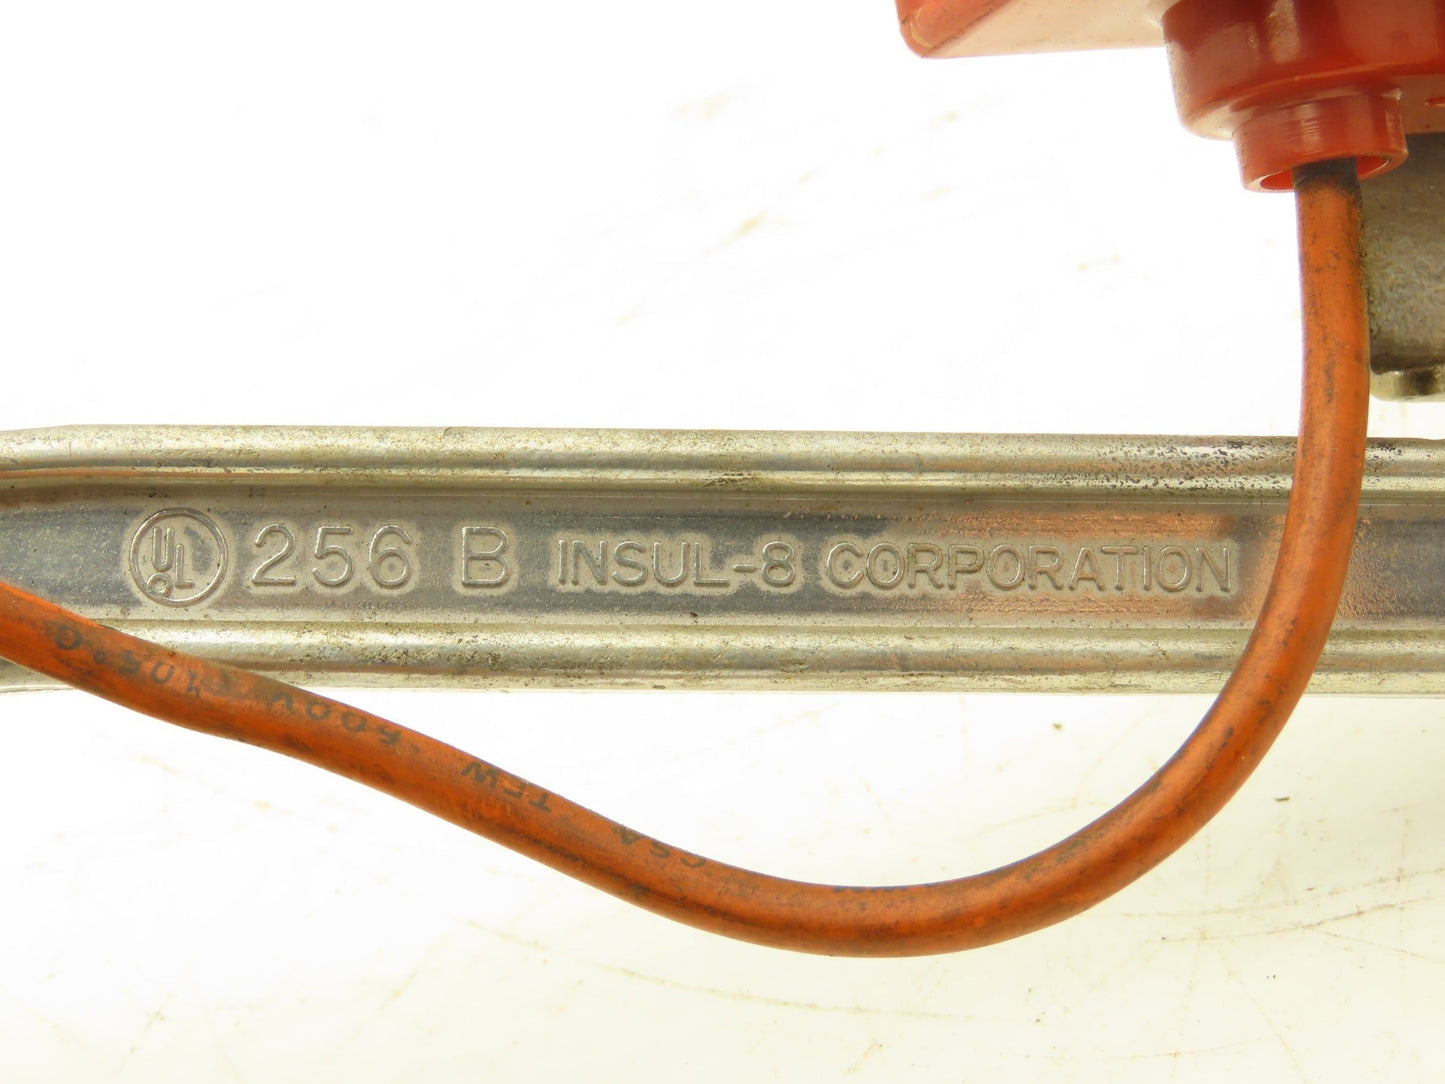 UL 256 B INSUL-8 CORPORATION
CSA TEW 600V 105°C